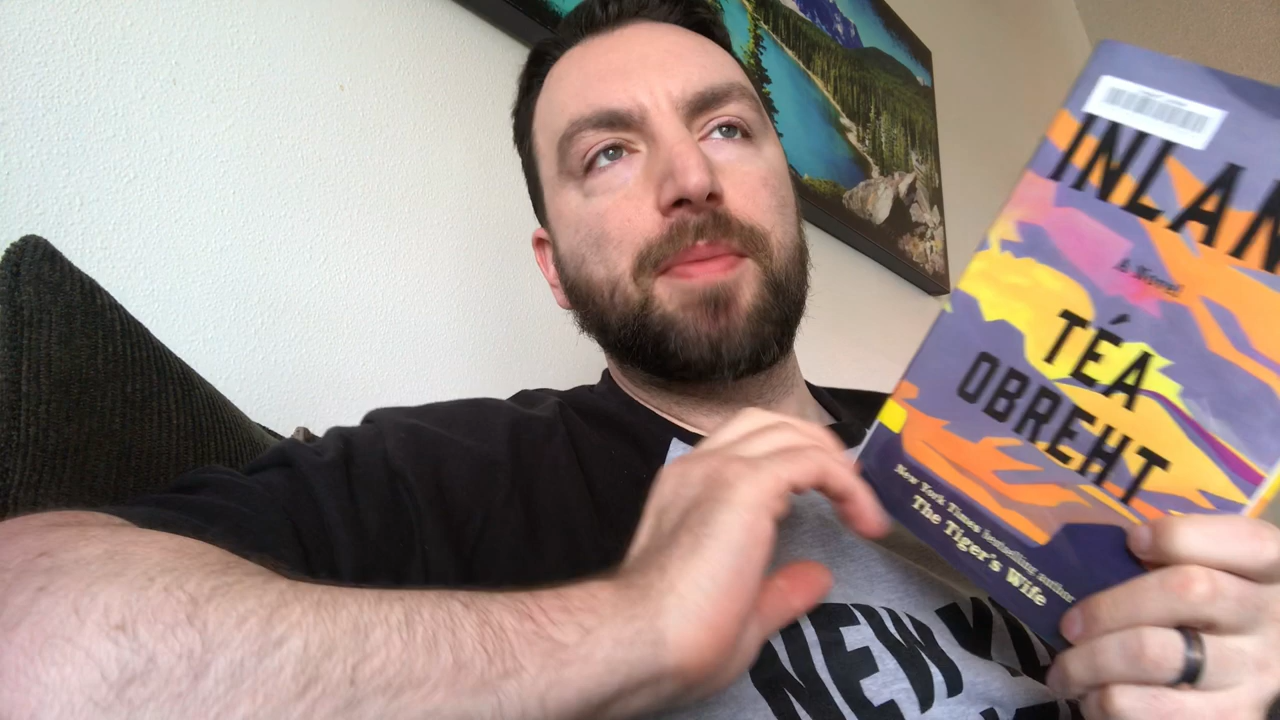 INLAN
A Novel
TÉA
OBREHT
New York Times bestselling author
The Tiger's Wife
NEW Y